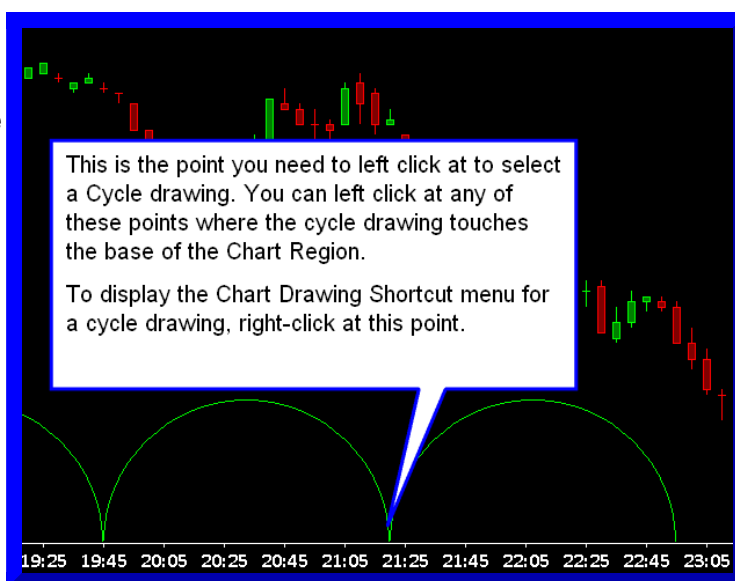 This is the point you need to left click at to select
a Cycle drawing. You can left click at any of
these points where the cycle drawing touches
the base of the Chart Region.
To display the Chart Drawing Shortcut menu for
a cycle drawing, right-click at this point.
19:25 19:45 20:05 20:25 20:45 21:05 21:25 21:45 22:05 22:25 22:45 23:05